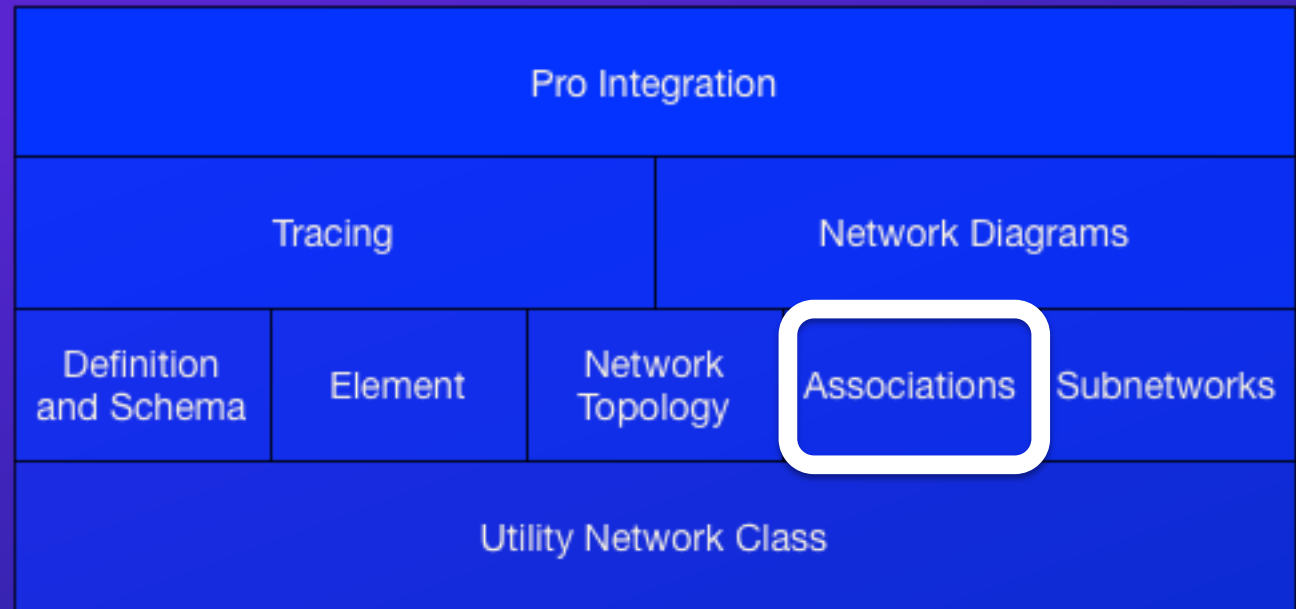 Pro Integration
Tracing
Network Diagrams
Definition
and Schema
Element
Network
Topology
Associations
Subnetworks
Utility Network Class